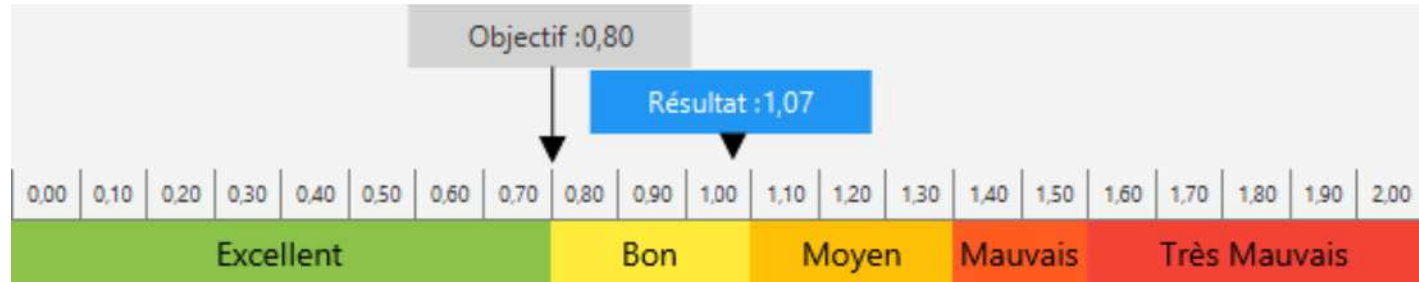 Objectif :0,80
Résultat :1,07
0,00 0,10 0,20 0,30 0,40 0,50 0,60 0,70 0,80 0,90 1,00 1,10 1,20 1,30 1,40 1,50 1,60 1,70 1,80 1,90 2,00
Excellent Bon Moyen Mauvais Très Mauvais